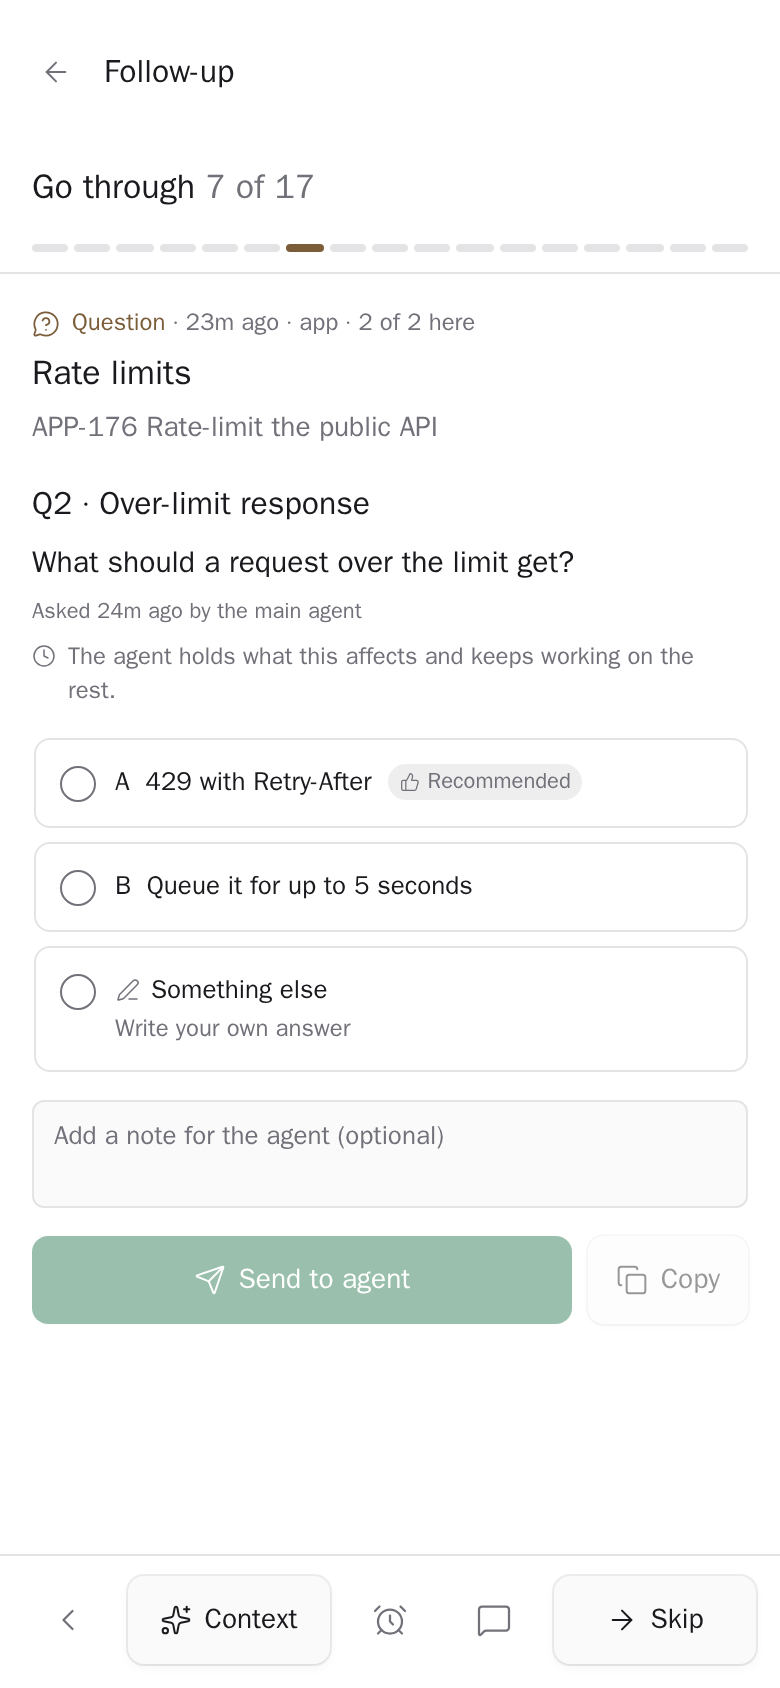 Follow-up
Go through 7 of 17
Question · 23m ago · app · 2 of 2 here
Rate limits
APP-176 Rate-limit the public API
Q2 · Over-limit response
What should a request over the limit get?
Asked 24m ago by the main agent
The agent holds what this affects and keeps working on the
rest.
A 429 with Retry-After Recommended
B Queue it for up to 5 seconds
Something else
Write your own answer
Add a note for the agent (optional)
Send to agent Copy
Context Skip